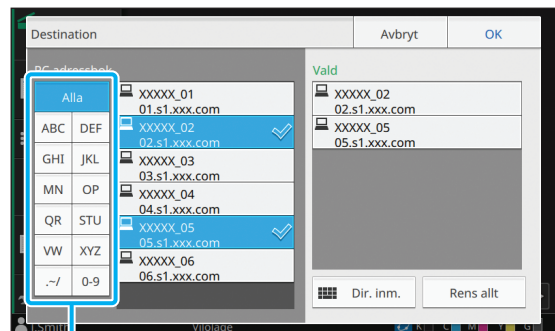 Destination
Avbryt
OK
PC adressbok
Alla
ABC DEF
GHI JKL
MN OP
QR STU
VW XYZ
.~/ 0-9
XXXXX_01
01.s1.xxx.com
XXXXX_02
02.s1.xxx.com
XXXXX_03
03.s1.xxx.com
XXXXX_04
04.s1.xxx.com
XXXXX_05
05.s1.xxx.com
XXXXX_06
06.s1.xxx.com
Vald
XXXXX_02
02.s1.xxx.com
XXXXX_05
05.s1.xxx.com
Dir. inm.
Rens allt
T.Smith
Viloläge
K C M Y G